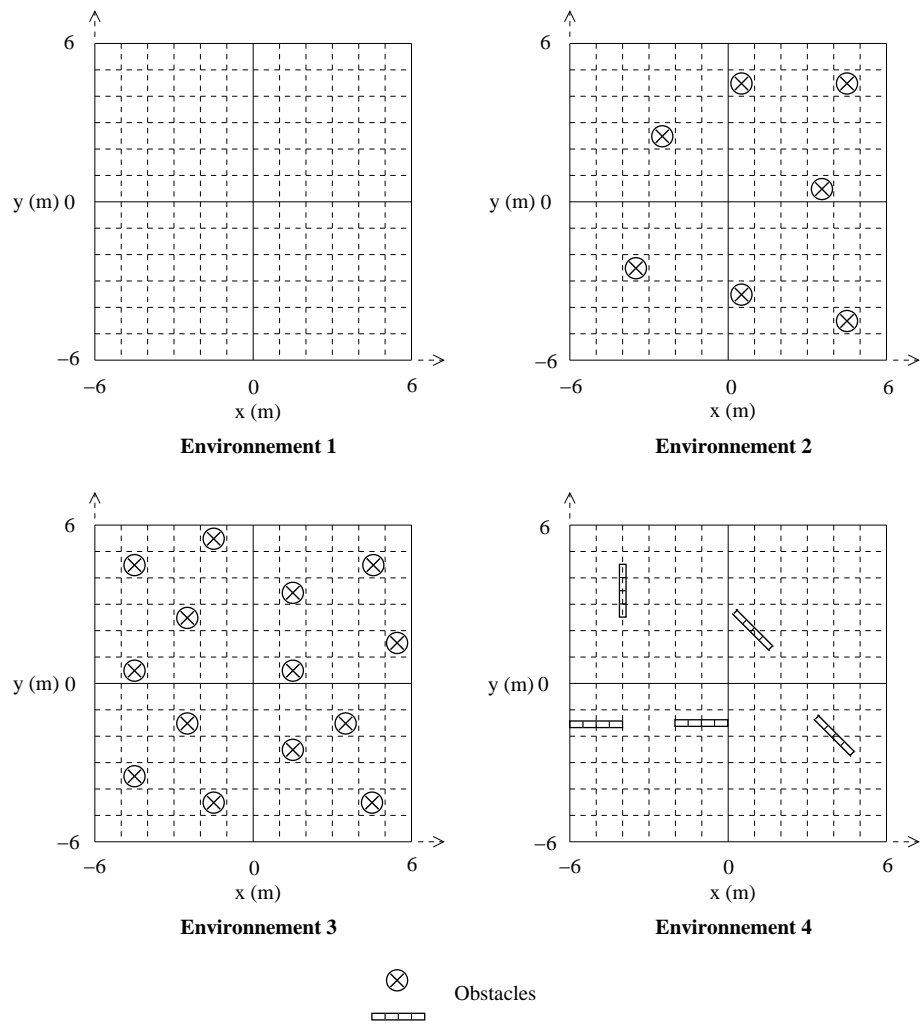 6
y (m) 0
−6
−6 0 6
x (m)
Environnement 1
6
y (m) 0
−6
−6 0 6
x (m)
Environnement 2
6
y (m) 0
−6
−6 0 6
x (m)
Environnement 3
6
y (m) 0
−6
−6 0 6
x (m)
Environnement 4
Obstacles